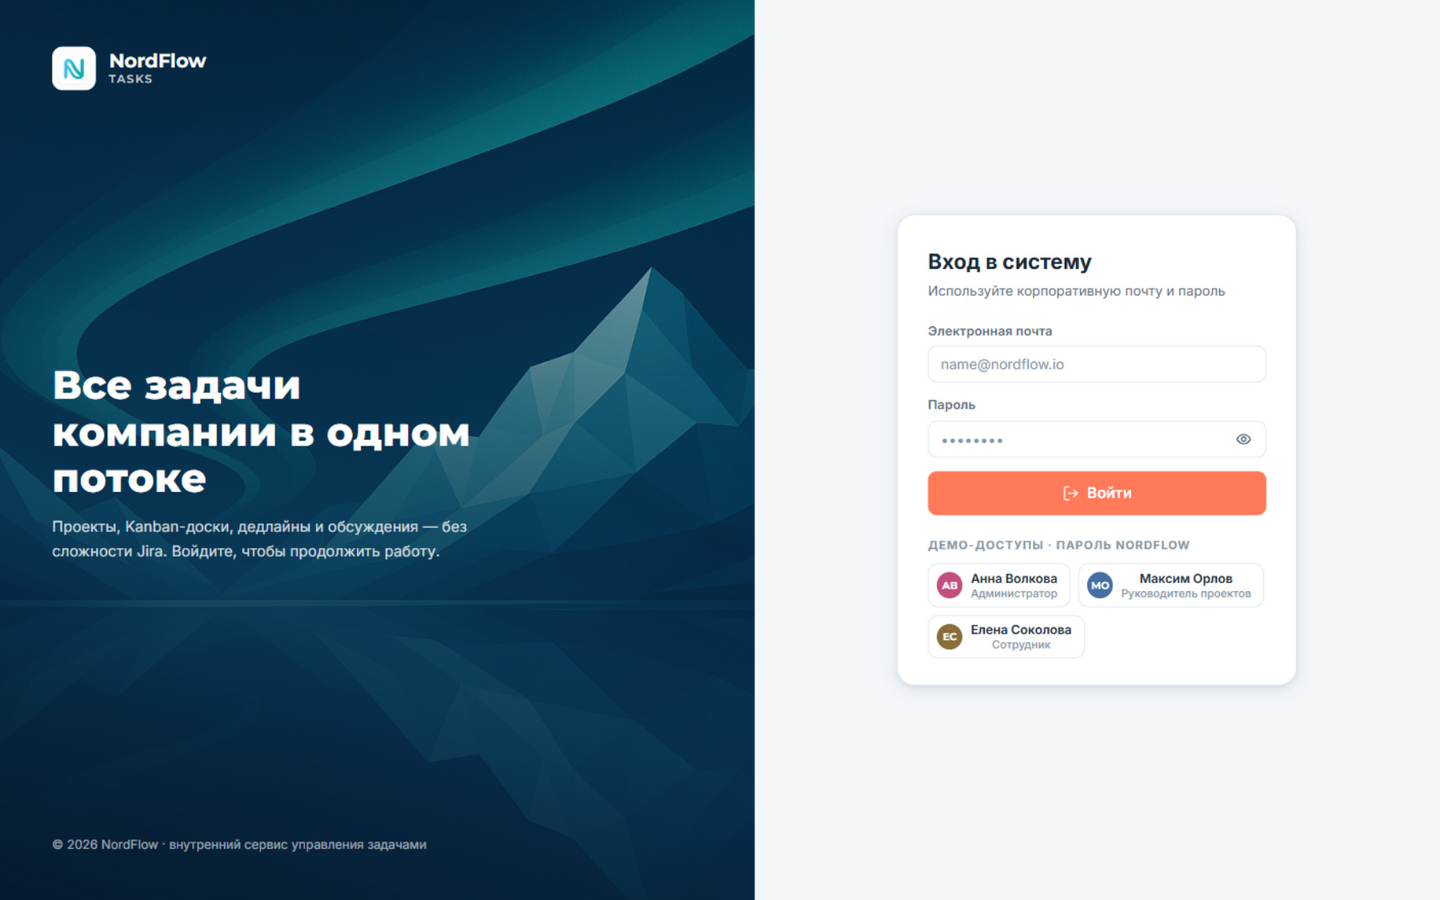 NordFlow
TASKS
Все задачи
компании в одном
потоке
Проекты, Kanban-доски, дедлайны и обсуждения — без
сложности Jira. Войдите, чтобы продолжить работу.
© 2026 NordFlow · внутренний сервис управления задачами
Вход в систему
Используйте корпоративную почту и пароль
Электронная почта
name@nordflow.io
Пароль
••••••••
Войти
ДЕМО-ДОСТУПЫ · ПАРОЛЬ NORDFLOW
АВ Анна Волкова
Администратор
МО Максим Орлов
Руководитель проектов
ЕС Елена Соколова
Сотрудник